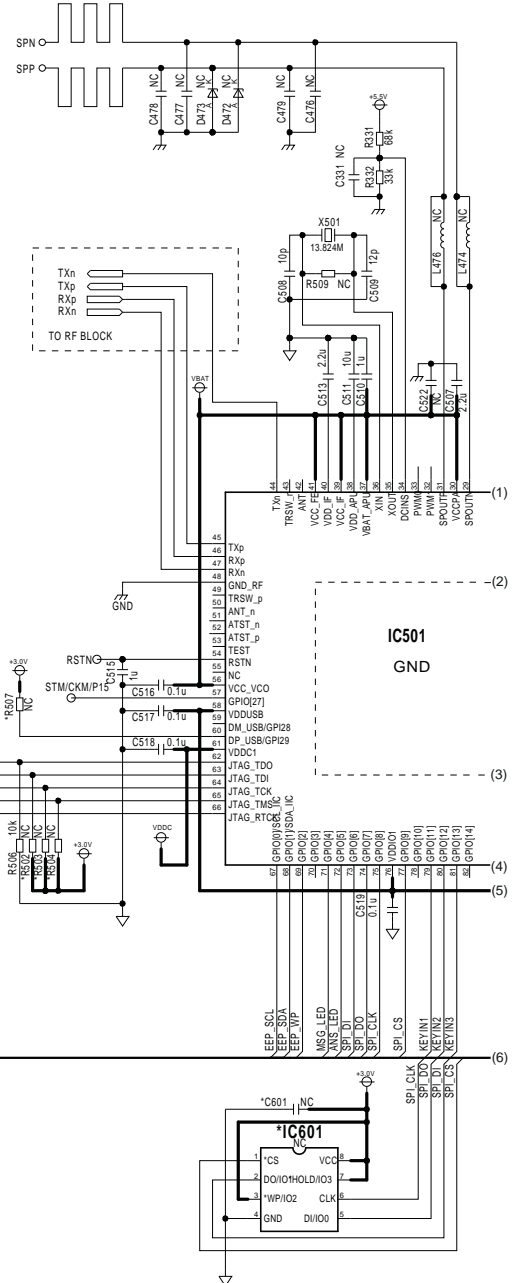 SPN
SPP
C478 NC
C477 NC
D473 NC A K
D472 NC A K
C479 NC
C476 NC
+5.5V
R331 68k
C331 NC
R332 33k
L476 NC
L474 NC
X501
13.824M
10p C508
R509 NC
12p C509
TXn
TXp
RXp
RXn
TO RF BLOCK
VBAT
2.2u C513
10u C511
1u C510
C522 NC
C507 2.2u
44 43 42 41 40 39 38 37 36 35 34 33 32 31 30 29
TXn
TRSW_n
ANT
VCC_FE
VDD_IF
VCC_IF
VDD_APU
VBAT_APU
XIN
XOUT
DCINS
PWM0
PWM1
SPOUTP
VCCPA
SPOUTN
(1)
45 TXp
46 RXp
47 RXn
48 GND_RF
49 TRSW_p
50 ANT_n
51 ATST_n
52 ATST_p
53 TEST
54 RSTN
55 NC
56 VCC_VCO
57 GPIO[27]
58 VDDUSB
59 DM_USB/GPI28
60 DP_USB/GPI29
61 VDDC1
62 JTAG_TDO
63 JTAG_TDI
64 JTAG_TCK
65 JTAG_TMS
66 JTAG_RTCK
GND
(2)
IC501
GND
(3)
RSTN
C515 1u
+3.0V
STM/CKM/P15
C516 0.1u
*R507 NC
C517 0.1u
C518 0.1u
R506 10k
*R502 NC
*R503 NC
*R504 NC
+3.0V
VDDC
GPIO[0]/SCL_IIC
GPIO[1]/SDA_IIC
GPIO[2]
GPIO[3]
GPIO[4]
GPIO[5]
GPIO[6]
GPIO[7]
GPIO[8]
VDDIO1
GPIO[9]
GPIO[10]
GPIO[11]
GPIO[12]
GPIO[13]
GPIO[14]
(4)
67 68 69 70 71 72 73 74 75 76 77 78 79 80 81 82
(5)
C519 0.1u
EEP_SCL
EEP_SDA
EEP_WP
MSG_LED
ANS_LED
SPI_DI
SPI_DO
SPI_CLK
SPI_CS
KEYIN1
KEYIN2
KEYIN3
(6)
SPI_CLK
SPI_DO
SPI_DI
SPI_CS
+3.0V
*C601 NC
*IC601
NC
1 *CS
VCC 8
2 DO/IO1
HOLD/IO3 7
3 *WP/IO2
CLK 6
4 GND
DI/IO0 5